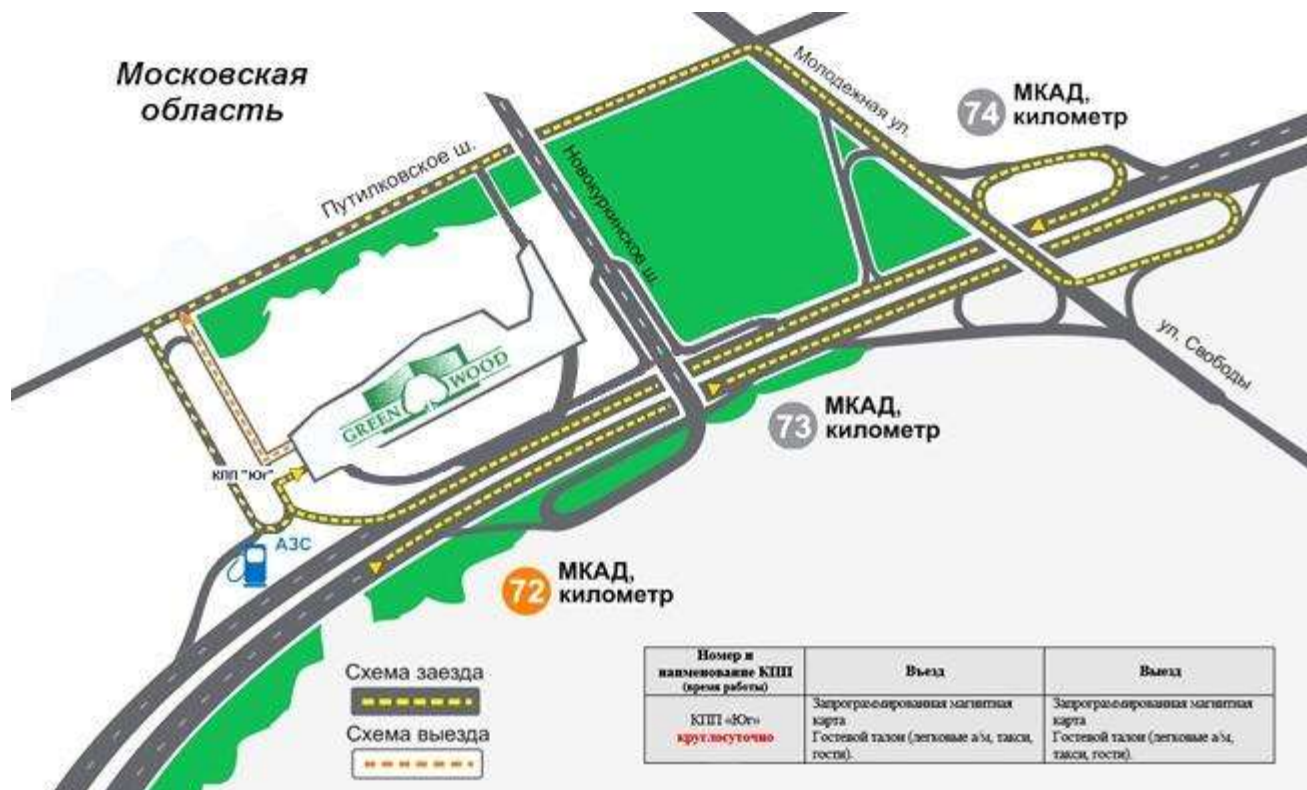 Московская
область
Путилковское ш.
Новокуркинское ш.
Молодежная ул.
74
МКАД,
километр
ул. Свободы
GREEN WOOD
73
МКАД,
километр
КПП "Юг"
АЗС
72
МКАД,
километр
Схема заезда
Схема выезда
Номер и
наименование КПП
(время работы)
Въезд
Выезд
КПП «Юг»
круглосуточно
Запрограммированная магнитная
карта
Гостевой талон (легковые а/м, такси,
гости).
Запрограммированная магнитная
карта
Гостевой талон (легковые а/м,
такси, гости).